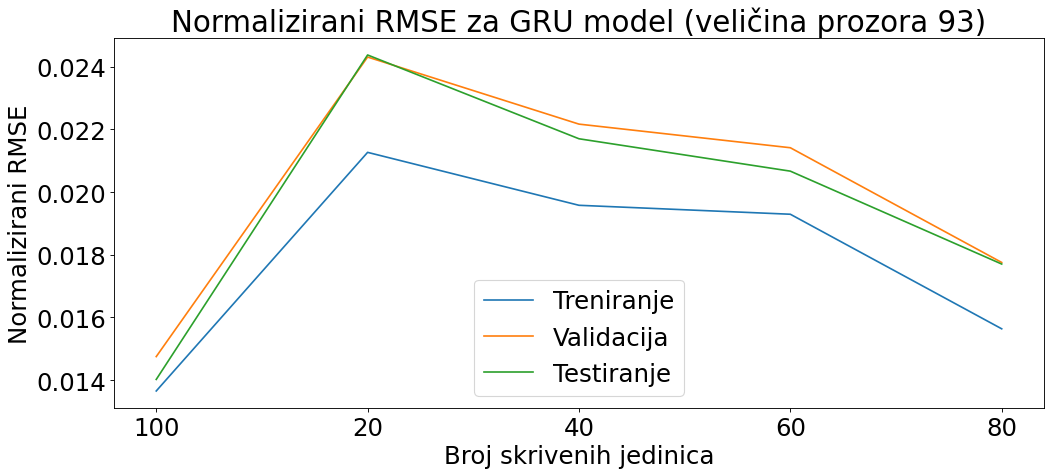 Normalizirani RMSE za GRU model (veličina prozora 93)
Normalizirani RMSE
0.024
0.022
0.020
0.018
0.016
0.014
Treniranje
Validacija
Testiranje
100 20 40 60 80
Broj skrivenih jedinica